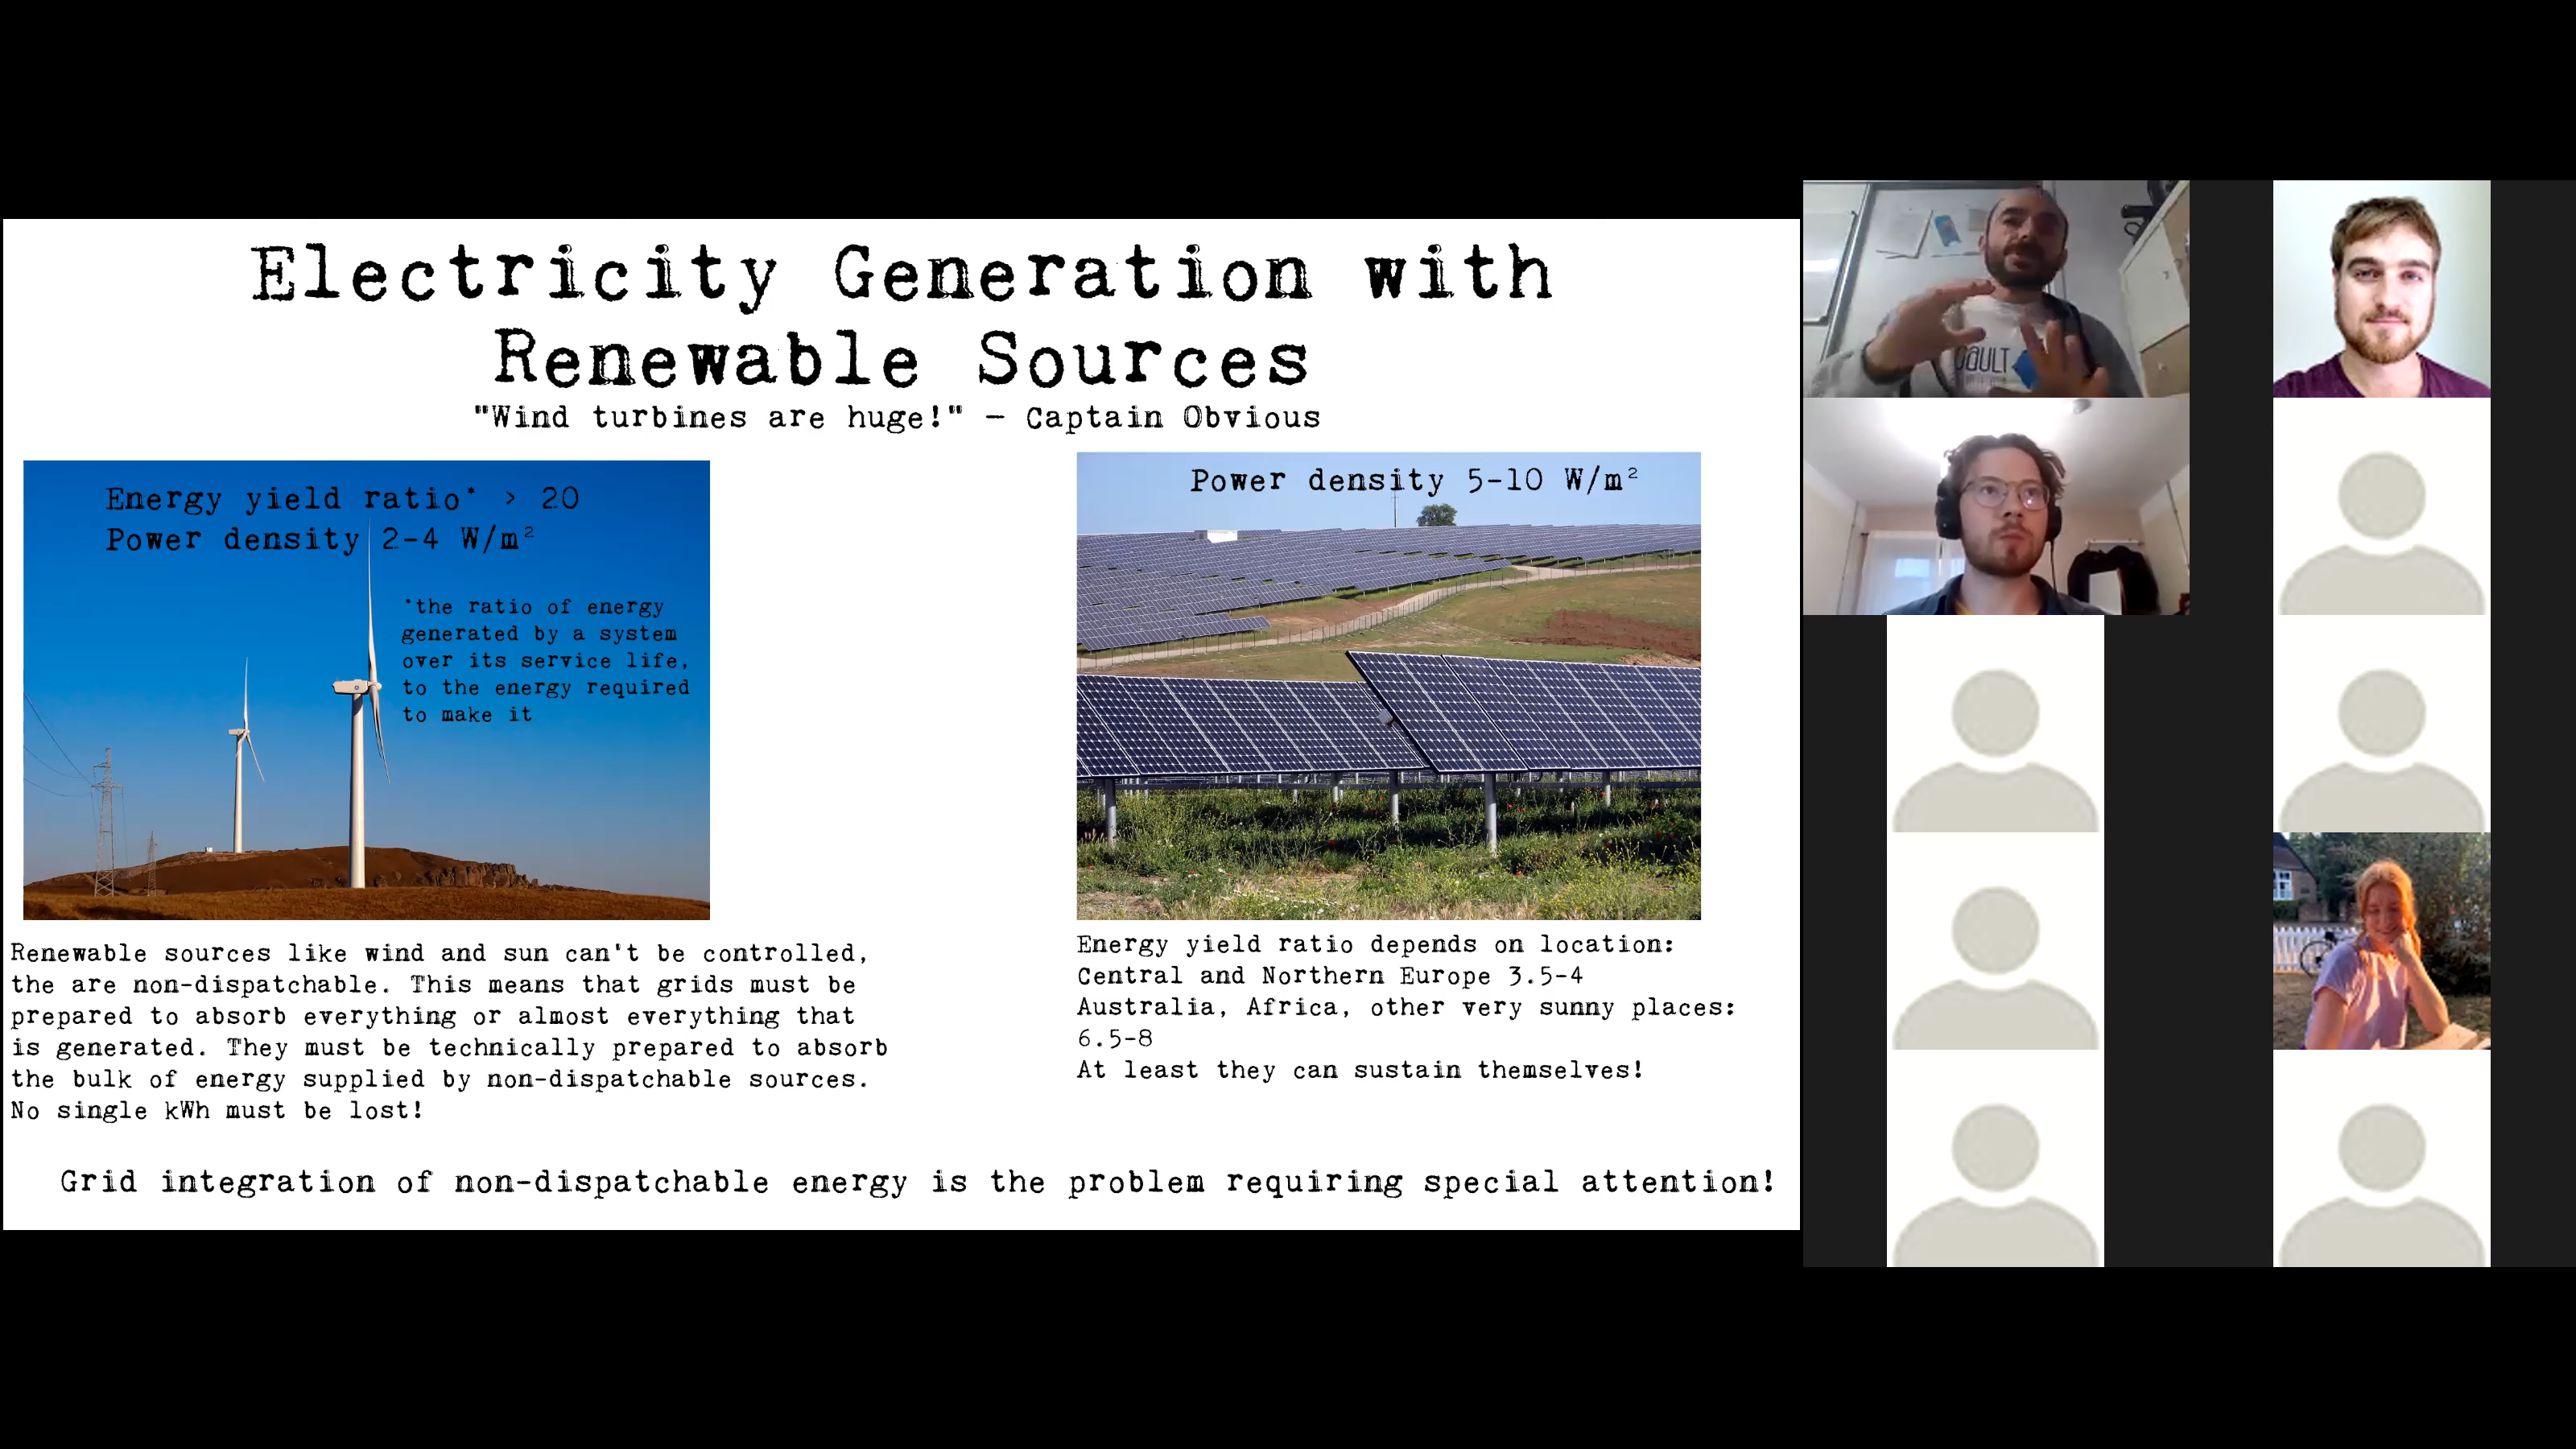 Electricity Generation with
Renewable Sources
"Wind turbines are huge!" – Captain Obvious
Energy yield ratio* > 20
Power density 2-4 W/m²
*the ratio of energy
generated by a system
over its service life,
to the energy required
to make it
Renewable sources like wind and sun can't be controlled,
the are non-dispatchable. This means that grids must be
prepared to absorb everything or almost everything that
is generated. They must be technically prepared to absorb
the bulk of energy supplied by non-dispatchable sources.
No single kWh must be lost!
Power density 5-10 W/m²
Energy yield ratio depends on location:
Central and Northern Europe 3.5-4
Australia, Africa, other very sunny places:
6.5-8
At least they can sustain themselves!
Grid integration of non-dispatchable energy is the problem requiring special attention!